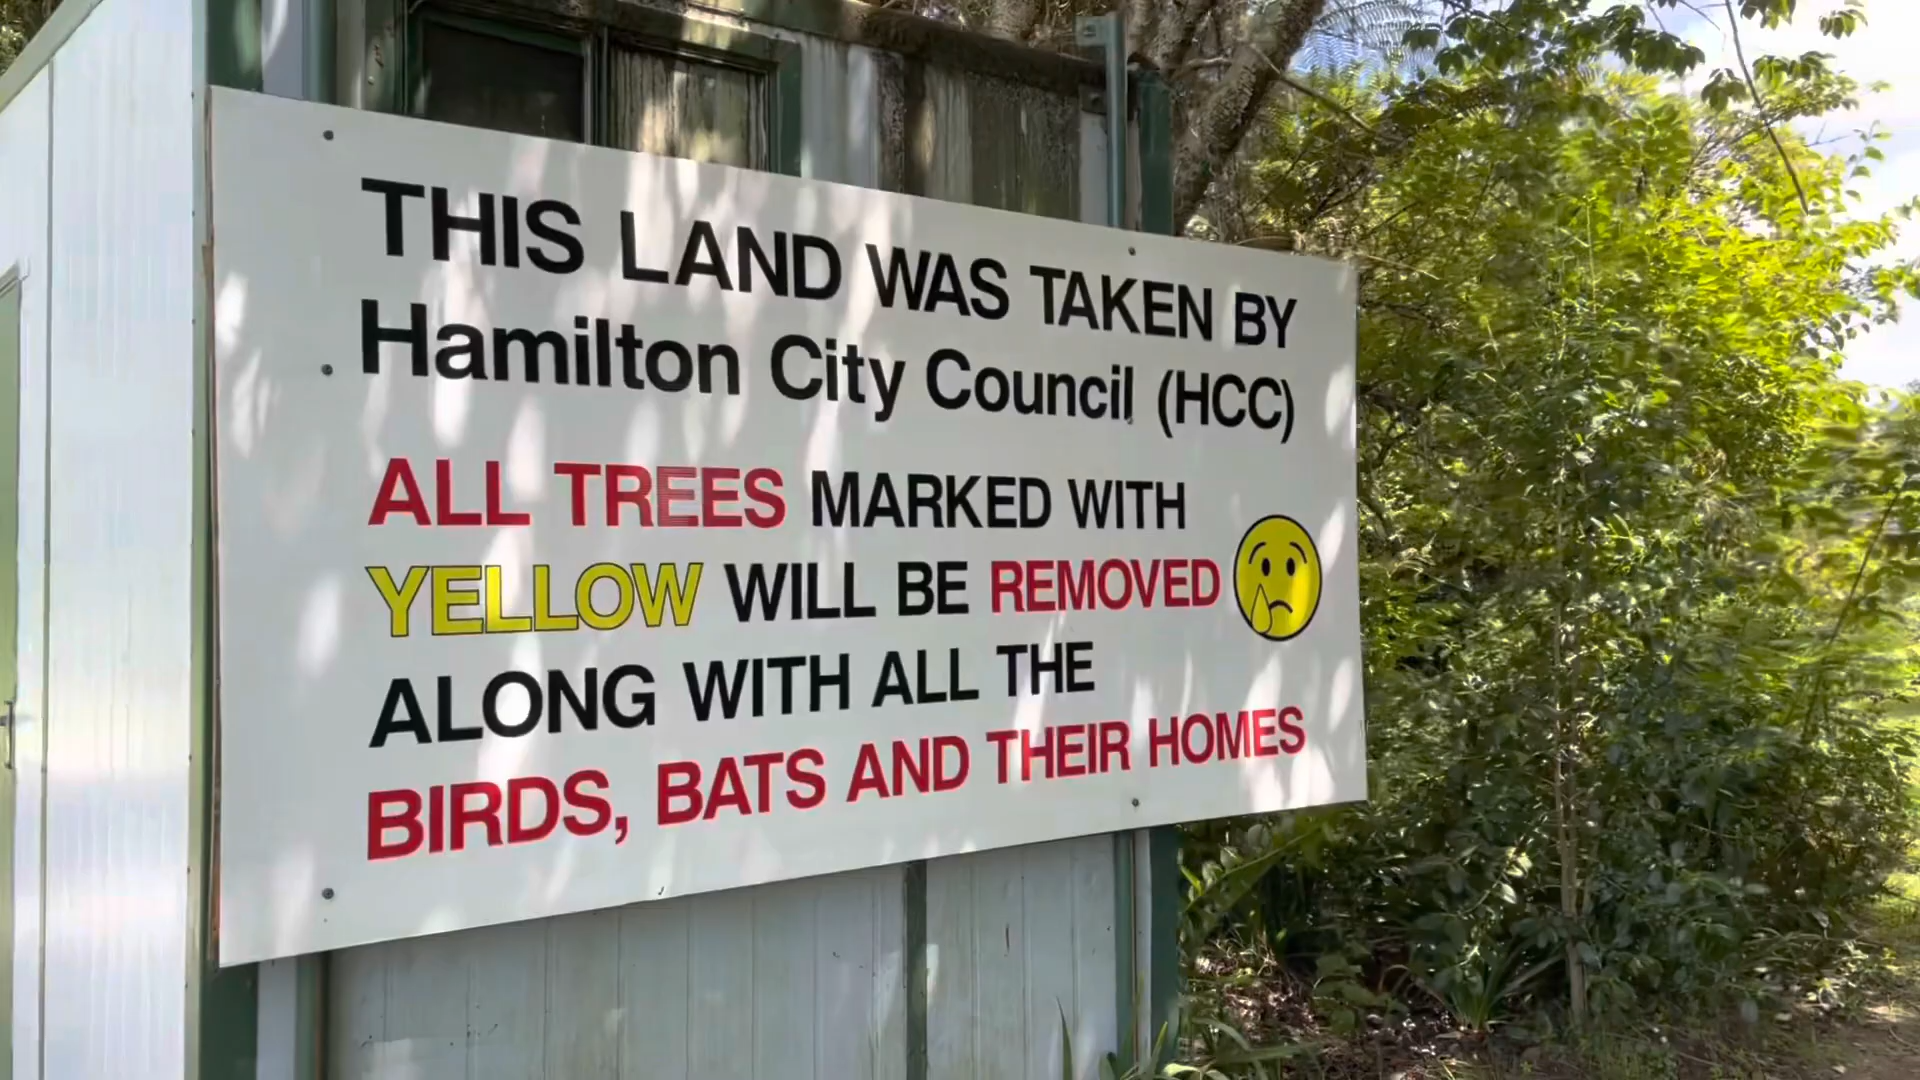 THIS LAND WAS TAKEN BY
Hamilton City Council (HCC)
ALL TREES MARKED WITH
YELLOW WILL BE REMOVED
ALONG WITH ALL THE
BIRDS, BATS AND THEIR HOMES